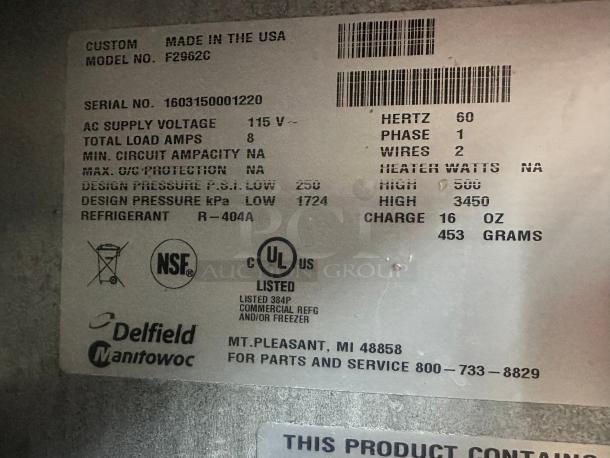 CUSTOM MADE IN THE USA
MODEL NO. F2962C
SERIAL NO. 1603150001220
AC SUPPLY VOLTAGE 115 V~ HERTZ 60
TOTAL LOAD AMPS 8 PHASE 1
MIN. CIRCUIT AMPACITY NA WIRES 2
MAX. O/C PROTECTION NA HEATER WATTS NA
DESIGN PRESSURE P.S.I. LOW 250 HIGH 500
DESIGN PRESSURE kPa LOW 1724 HIGH 3450
REFRIGERANT R-404A CHARGE 16 OZ
453 GRAMS
PCI
AUCTION GROUP
NSF®
C UL® US
LISTED
LISTED 384P
COMMERCIAL REFG
AND/OR FREEZER
Delfield
Manitowoc
MT.PLEASANT, MI 48858
FOR PARTS AND SERVICE 800-733-8829
THIS PRODUCT CONTAINS